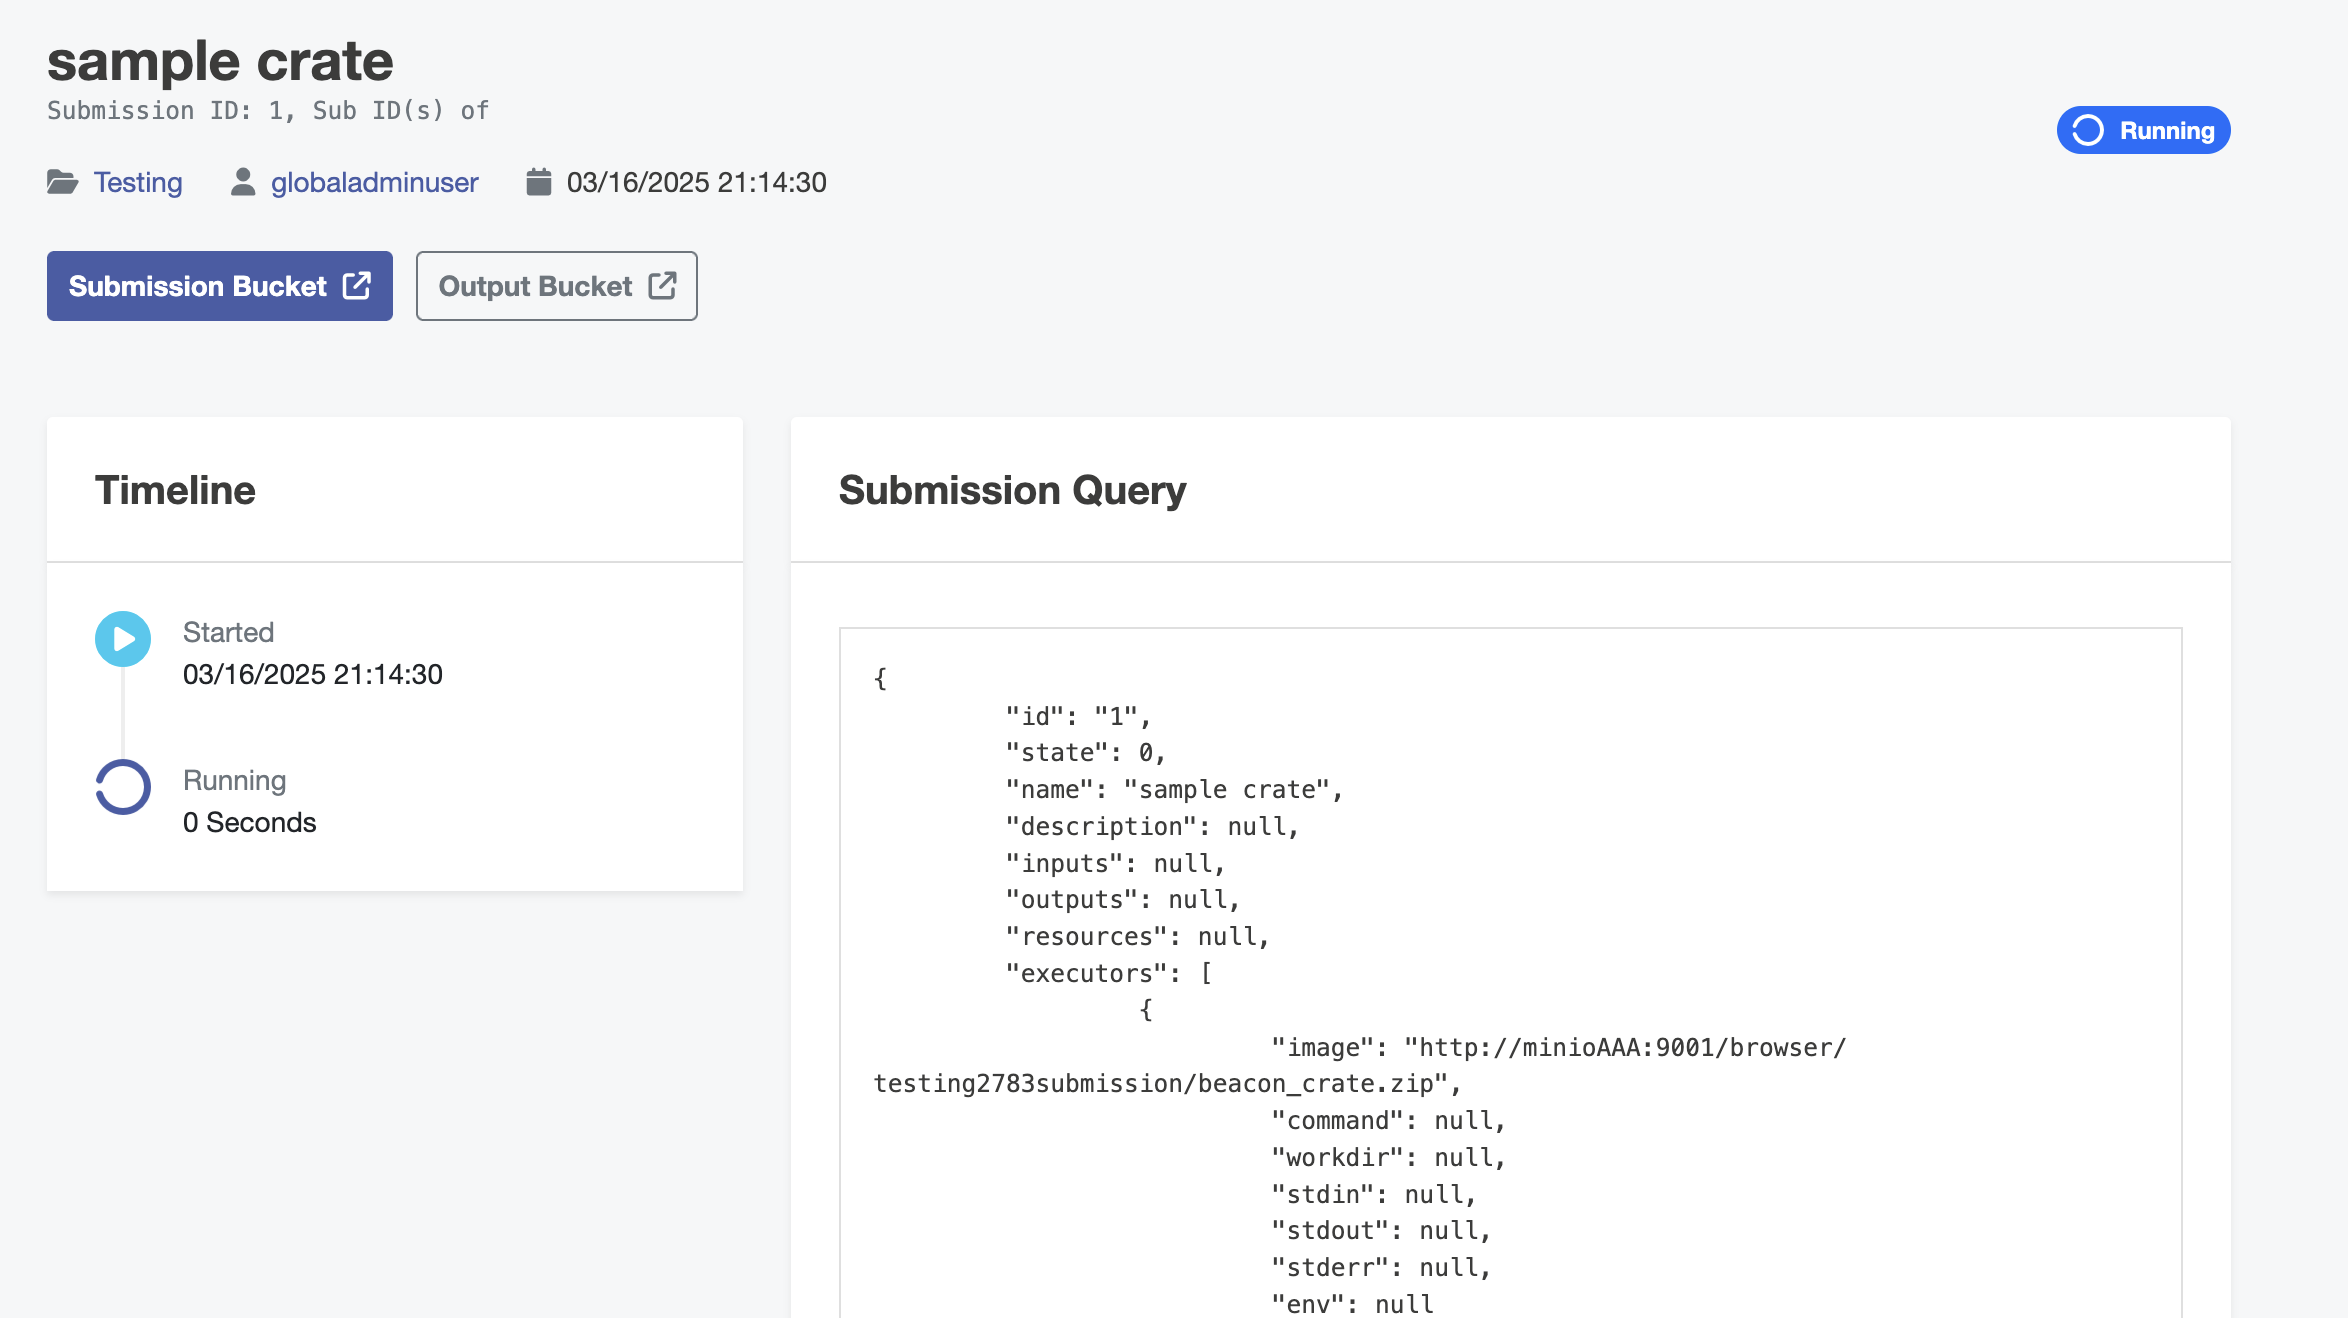 sample crate
Submission ID: 1, Sub ID(s) of
Running
Testing globaladminuser 03/16/2025 21:14:30
Submission Bucket Output Bucket
Timeline
Started
03/16/2025 21:14:30
Running
0 Seconds
Submission Query
{
"id": "1",
"state": 0,
"name": "sample crate",
"description": null,
"inputs": null,
"outputs": null,
"resources": null,
"executors": [
{
"image": "http://minioAAA:9001/browser/
testing2783submission/beacon_crate.zip",
"command": null,
"workdir": null,
"stdin": null,
"stdout": null,
"stderr": null,
"env": null